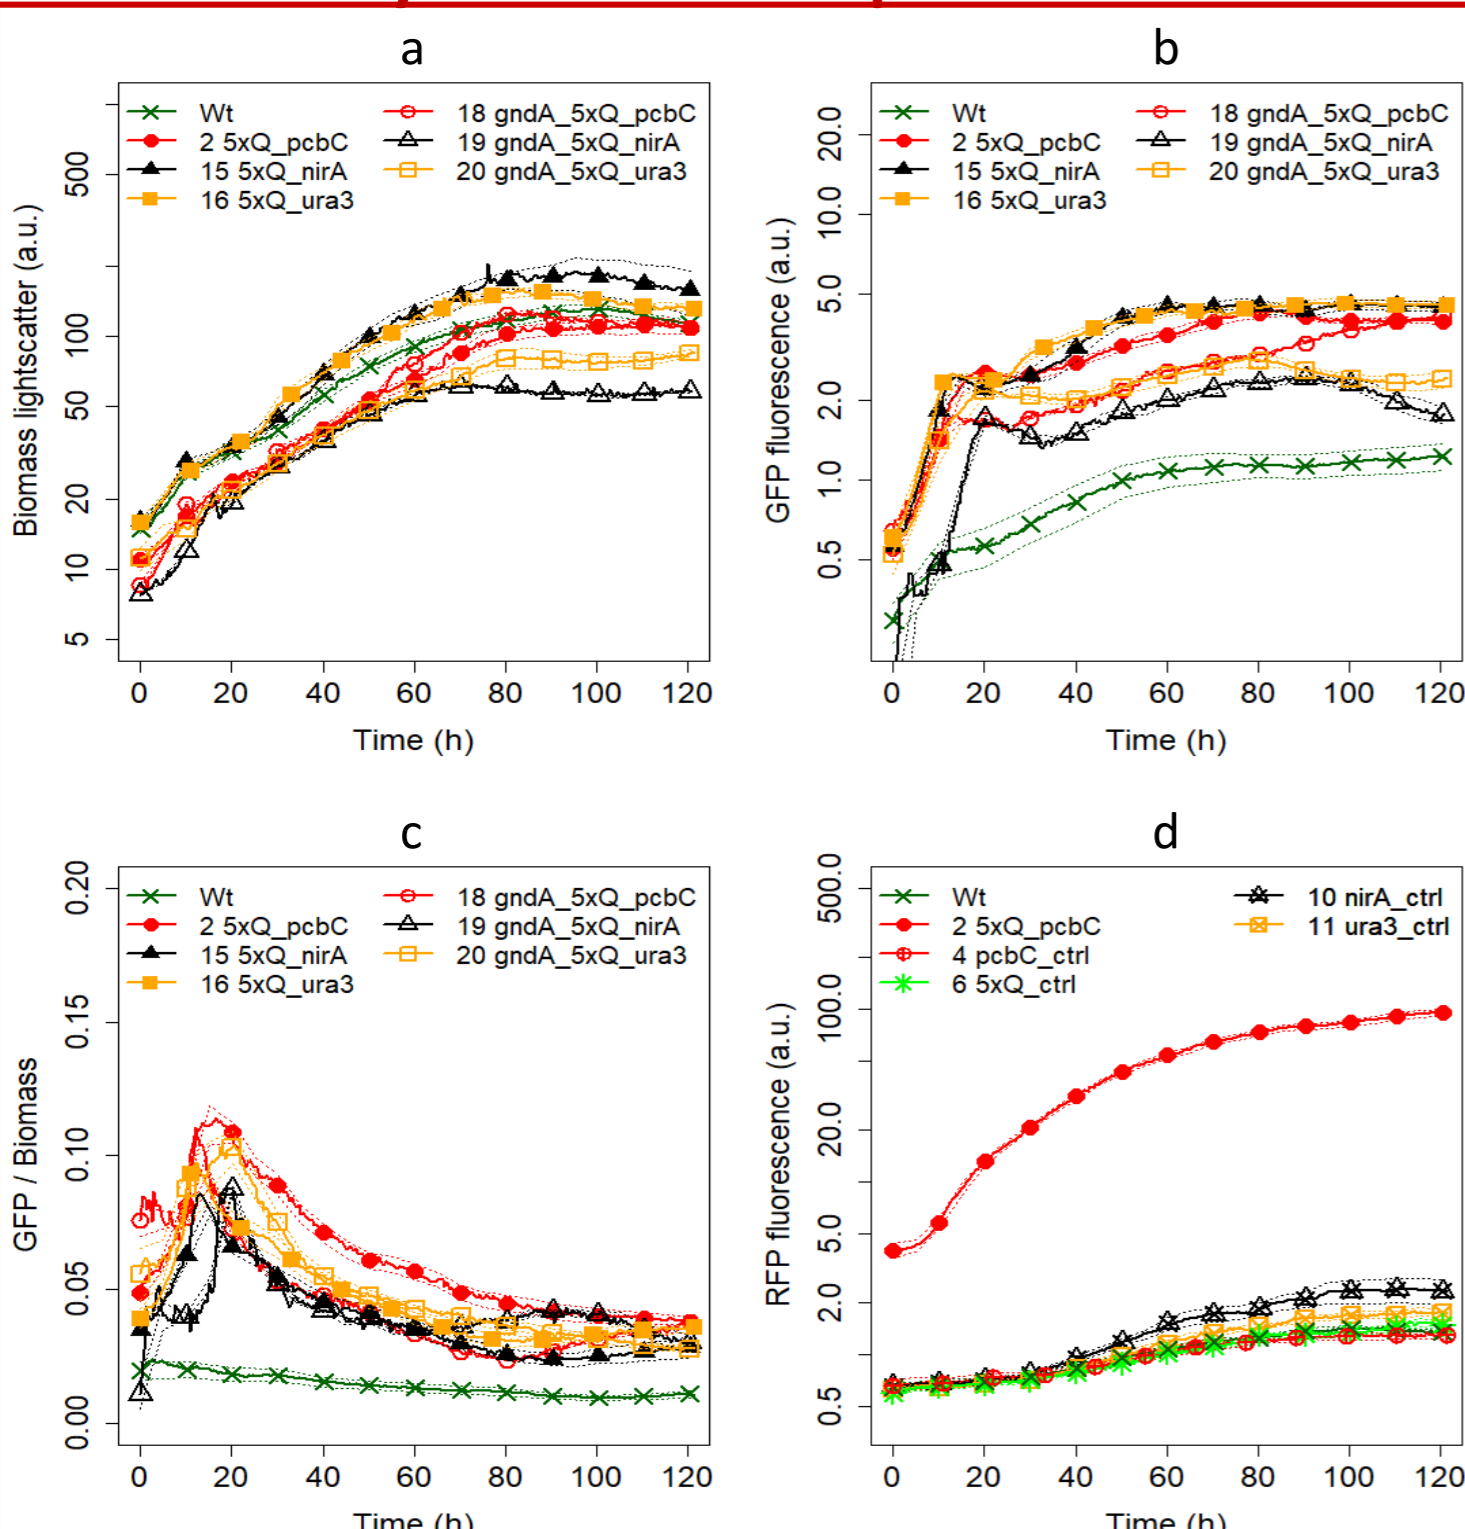 a
Wt
2 5xQ_pcbC
15 5xQ_nirA
16 5xQ_ura3
18 gndA_5xQ_pcbC
19 gndA_5xQ_nirA
20 gndA_5xQ_ura3
Biomass lightscatter (a.u.)
500
100
50
20
10
5
0 20 40 60 80 100 120
Time (h)
b
Wt
2 5xQ_pcbC
15 5xQ_nirA
16 5xQ_ura3
18 gndA_5xQ_pcbC
19 gndA_5xQ_nirA
20 gndA_5xQ_ura3
GFP fluorescence (a.u.)
20.0
10.0
5.0
2.0
1.0
0.5
0 20 40 60 80 100 120
Time (h)
c
Wt
2 5xQ_pcbC
15 5xQ_nirA
16 5xQ_ura3
18 gndA_5xQ_pcbC
19 gndA_5xQ_nirA
20 gndA_5xQ_ura3
GFP / Biomass
0.20
0.15
0.10
0.05
0.00
0 20 40 60 80 100 120
Time (h)
d
Wt
2 5xQ_pcbC
4 pcbC_ctrl
6 5xQ_ctrl
10 nirA_ctrl
11 ura3_ctrl
RFP fluorescence (a.u.)
500.0
100.0
20.0
5.0
2.0
0.5
0 20 40 60 80 100 120
Time (h)